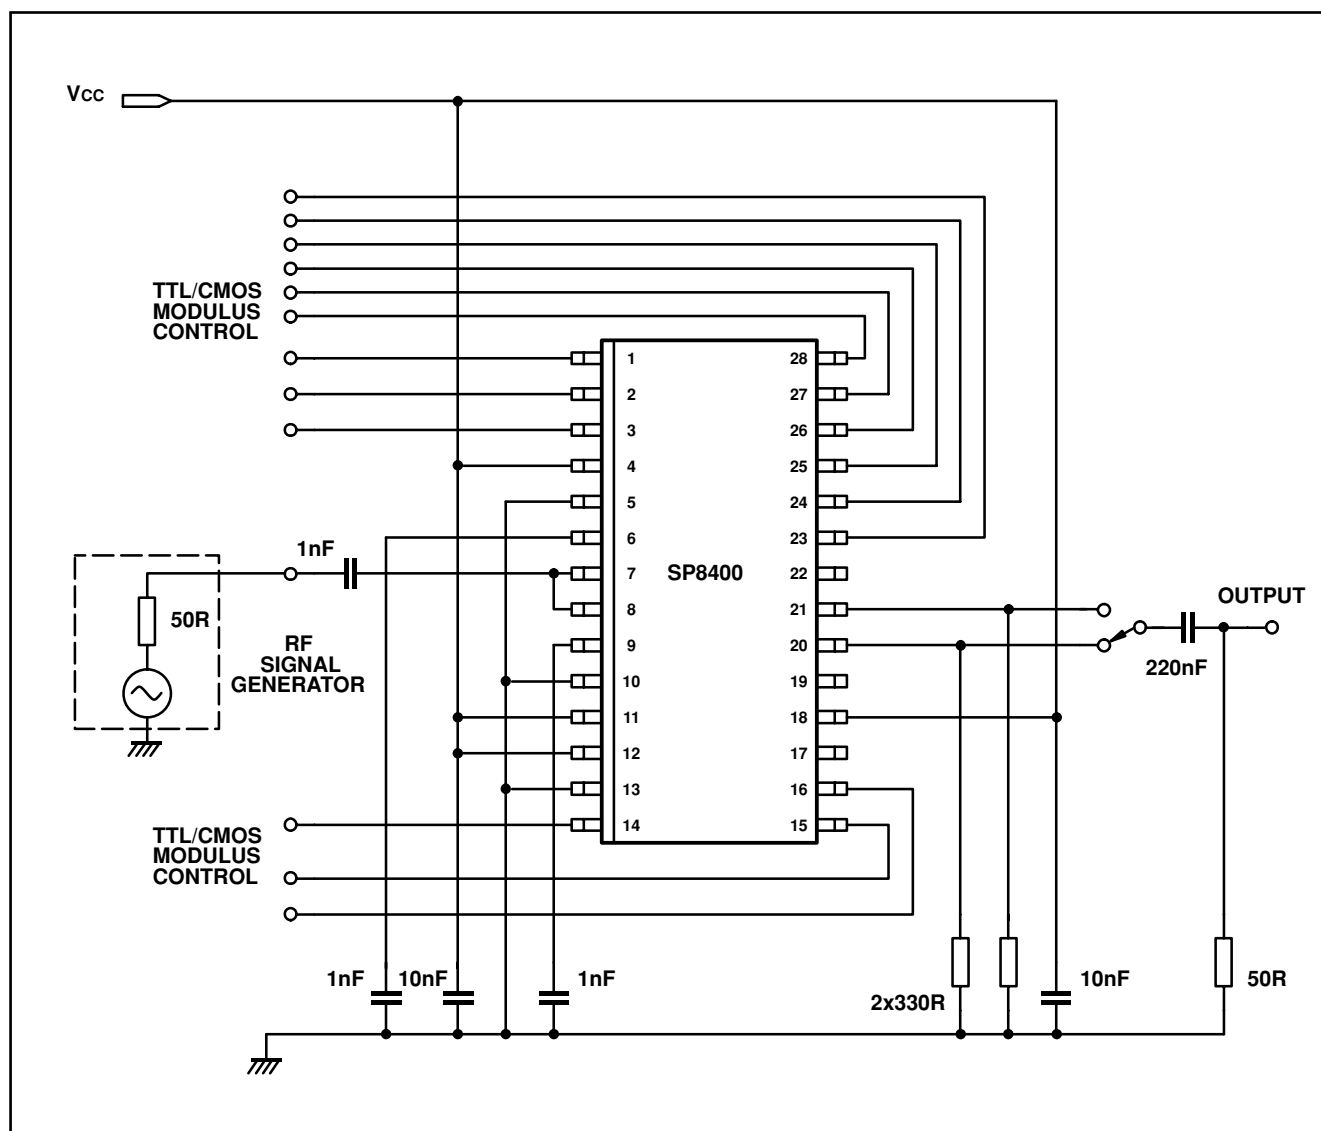 VCC
TTL/CMOS
MODULUS
CONTROL
1
28
2
27
3
26
4
25
5
24
6
23
1nF
7
SP8400
22
50R
8
21
OUTPUT
RF
SIGNAL
GENERATOR
9
20
220nF
10
19
11
18
12
17
13
16
14
15
TTL/CMOS
MODULUS
CONTROL
1nF
10nF
1nF
2x330R
10nF
50R